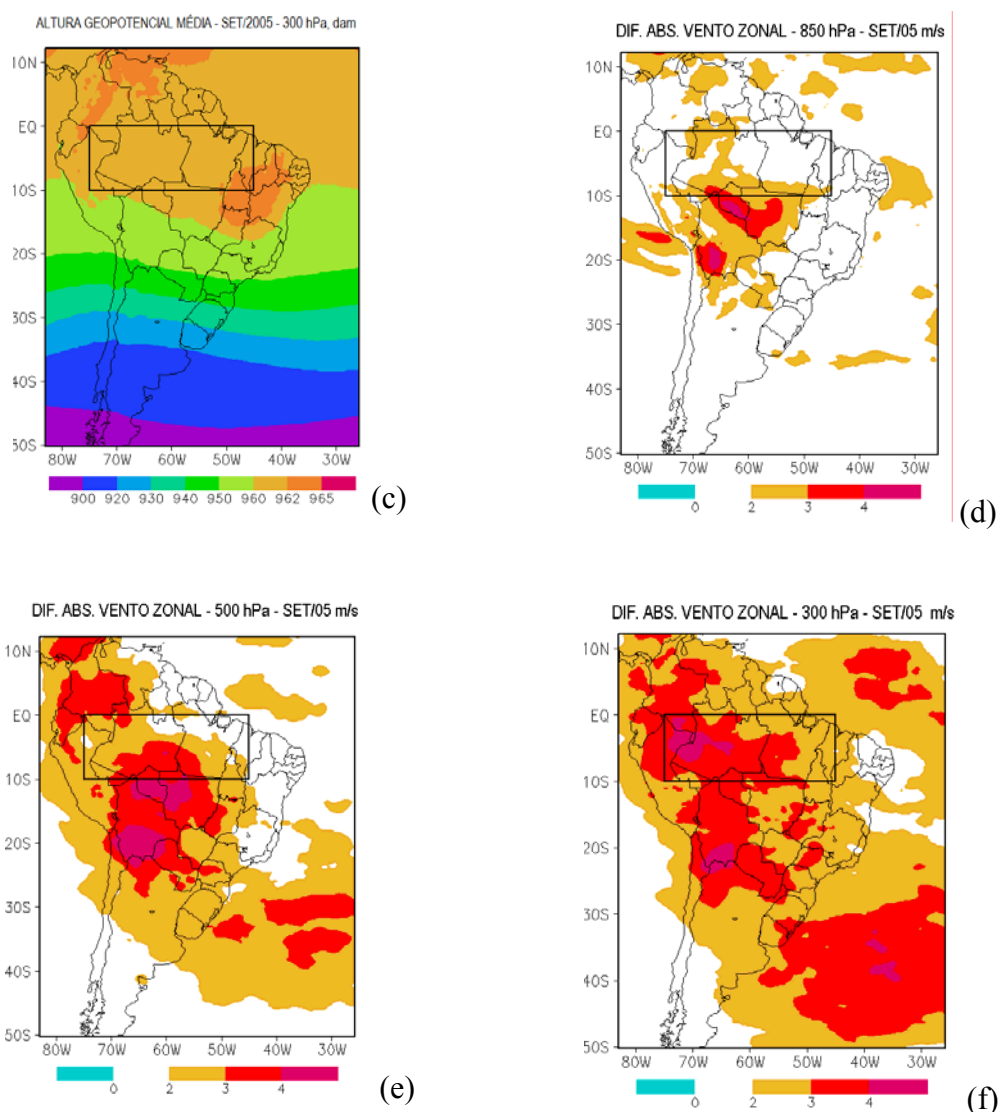 ALTURA GEOPOTENCIAL MÉDIA - SET/2005 - 300 hPa, dam
10N
EQ
10S
20S
30S
40S
50S
80W 70W 60W 50W 40W 30W
900 920 930 940 950 960 962 965
(c)
DIF. ABS. VENTO ZONAL - 850 hPa - SET/05 m/s
10N
EQ
10S
20S
30S
40S
50S
80W 70W 60W 50W 40W 30W
0 2 3 4
(d)
DIF. ABS. VENTO ZONAL - 500 hPa - SET/05 m/s
10N
EQ
10S
20S
30S
40S
50S
80W 70W 60W 50W 40W 30W
0 2 3 4
(e)
DIF. ABS. VENTO ZONAL - 300 hPa - SET/05 m/s
10N
EQ
10S
20S
30S
40S
50S
80W 70W 60W 50W 40W 30W
0 2 3 4
(f)